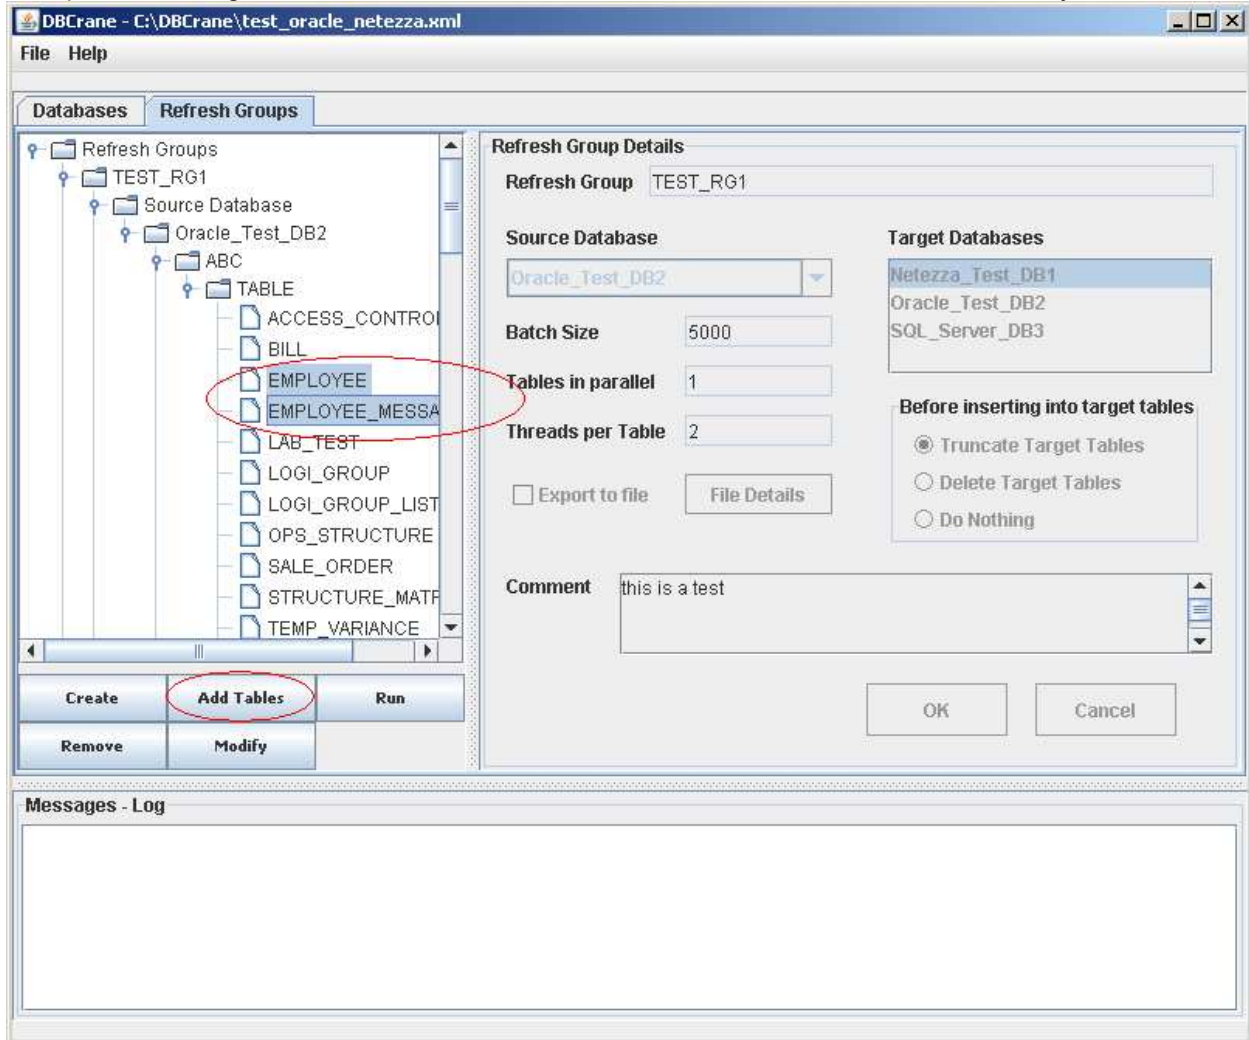 DBCrane - C:\DBCrane\test_oracle_netezza.xml
File Help
Databases Refresh Groups
Refresh Groups
TEST_RG1
Source Database
Oracle_Test_DB2
ABC
TABLE
ACCESS_CONTROL
BILL
EMPLOYEE
EMPLOYEE_MESSA
LAB_TEST
LOGI_GROUP
LOGI_GROUP_LIST
OPS_STRUCTURE
SALE_ORDER
STRUCTURE_MATR
TEMP_VARIANCE
Create Add Tables Run
Remove Modify
Refresh Group Details
Refresh Group TEST_RG1
Source Database
Oracle_Test_DB2
Batch Size 5000
Tables in parallel 1
Threads per Table 2
Export to file File Details
Target Databases
Netezza_Test_DB1
Oracle_Test_DB2
SQL_Server_DB3
Before inserting into target tables
Truncate Target Tables
Delete Target Tables
Do Nothing
Comment this is a test
OK Cancel
Messages - Log